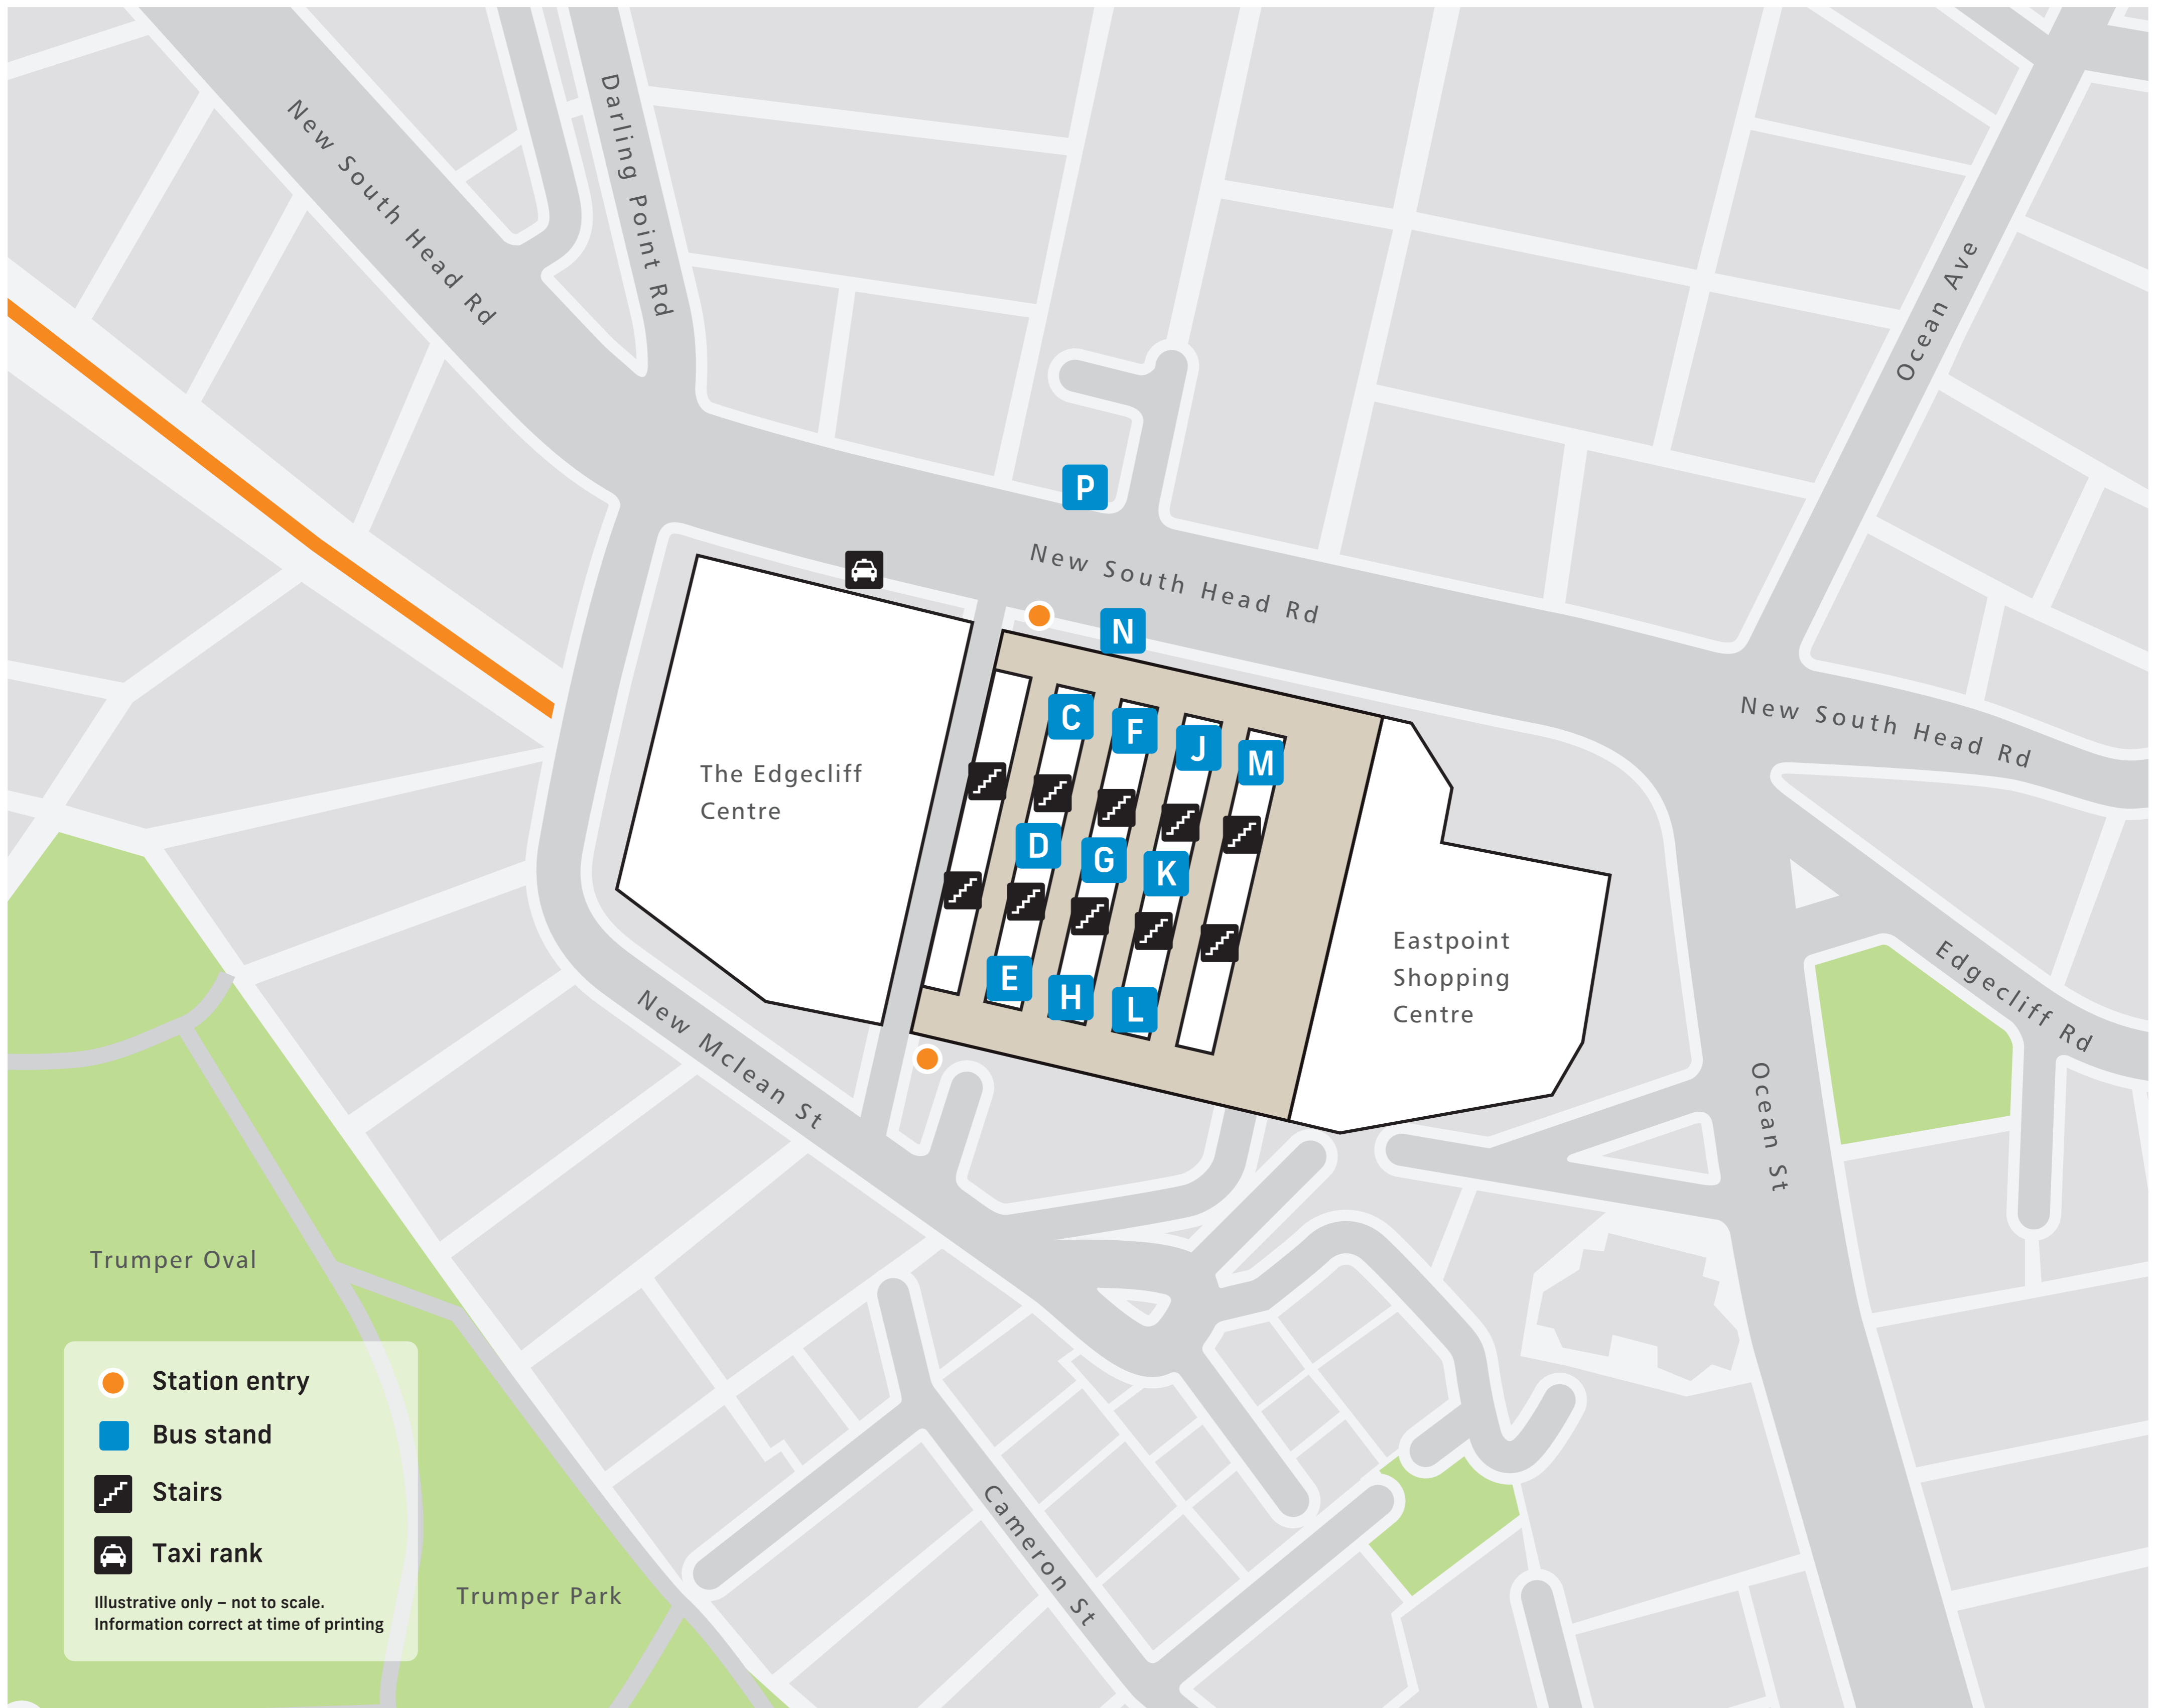 New South Head Rd
Darling Point Rd
Ocean Ave
P
New South Head Rd
N
New South Head Rd
C
F
J
M
The Edgecliff
Centre
D
G
K
Eastpoint
Shopping
Centre
Edgecliff Rd
E
H
L
New Mclean St
Ocean St
Trumper Oval
Station entry
Bus stand
Stairs
Taxi rank
Illustrative only – not to scale.
Information correct at time of printing
Trumper Park
Cameron St